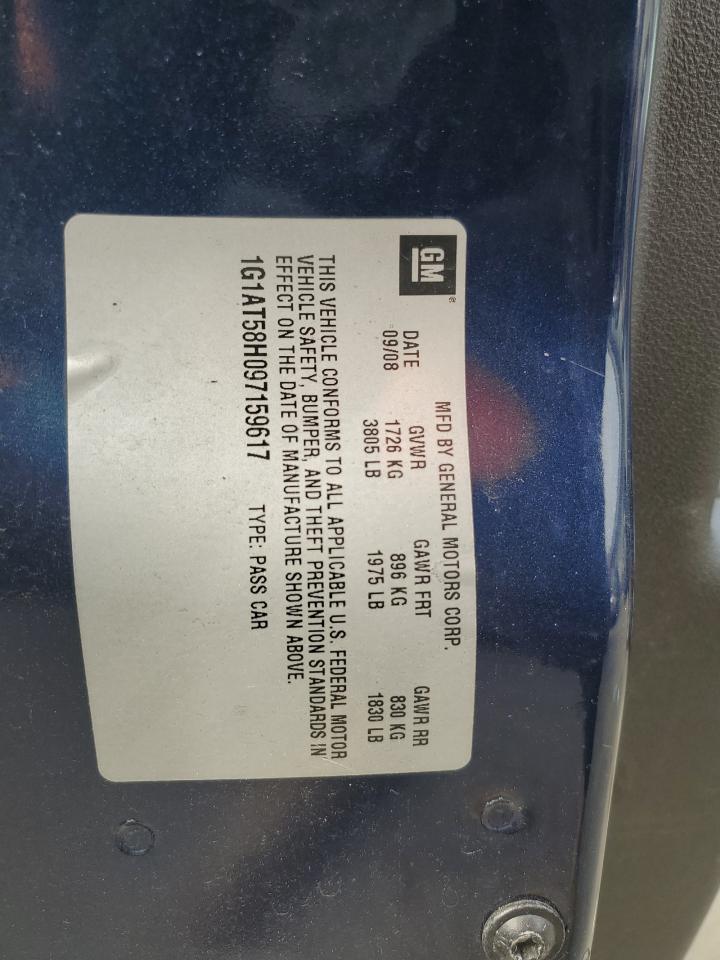 GM®
MFD BY GENERAL MOTORS CORP.
DATE GVWR GAWR FRT GAWR RR
09/08 1726 KG 896 KG 830 KG
3805 LB 1975 LB 1830 LB
THIS VEHICLE CONFORMS TO ALL APPLICABLE U.S. FEDERAL MOTOR
VEHICLE SAFETY, BUMPER, AND THEFT PREVENTION STANDARDS IN
EFFECT ON THE DATE OF MANUFACTURE SHOWN ABOVE.
1G1AT58H097159617 TYPE: PASS CAR